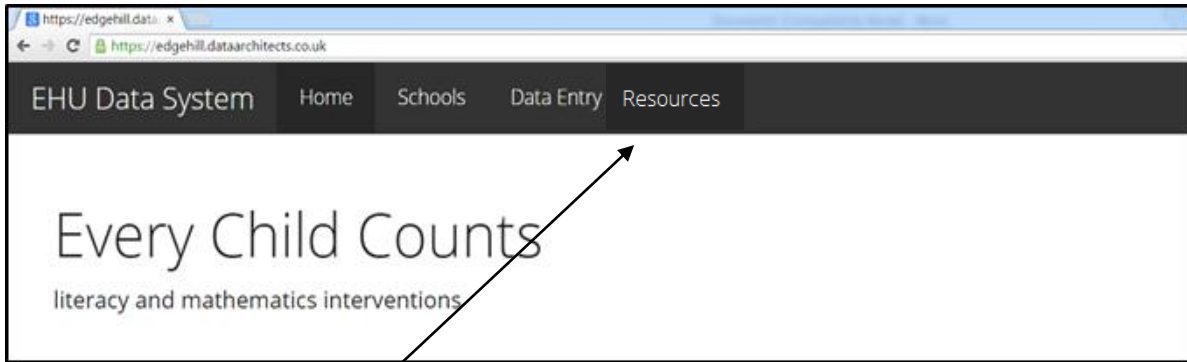 https://edgehill.data
https://edgehill.dataarchitects.co.uk
EHU Data System Home Schools Data Entry Resources
Every Child Counts
literacy and mathematics interventions